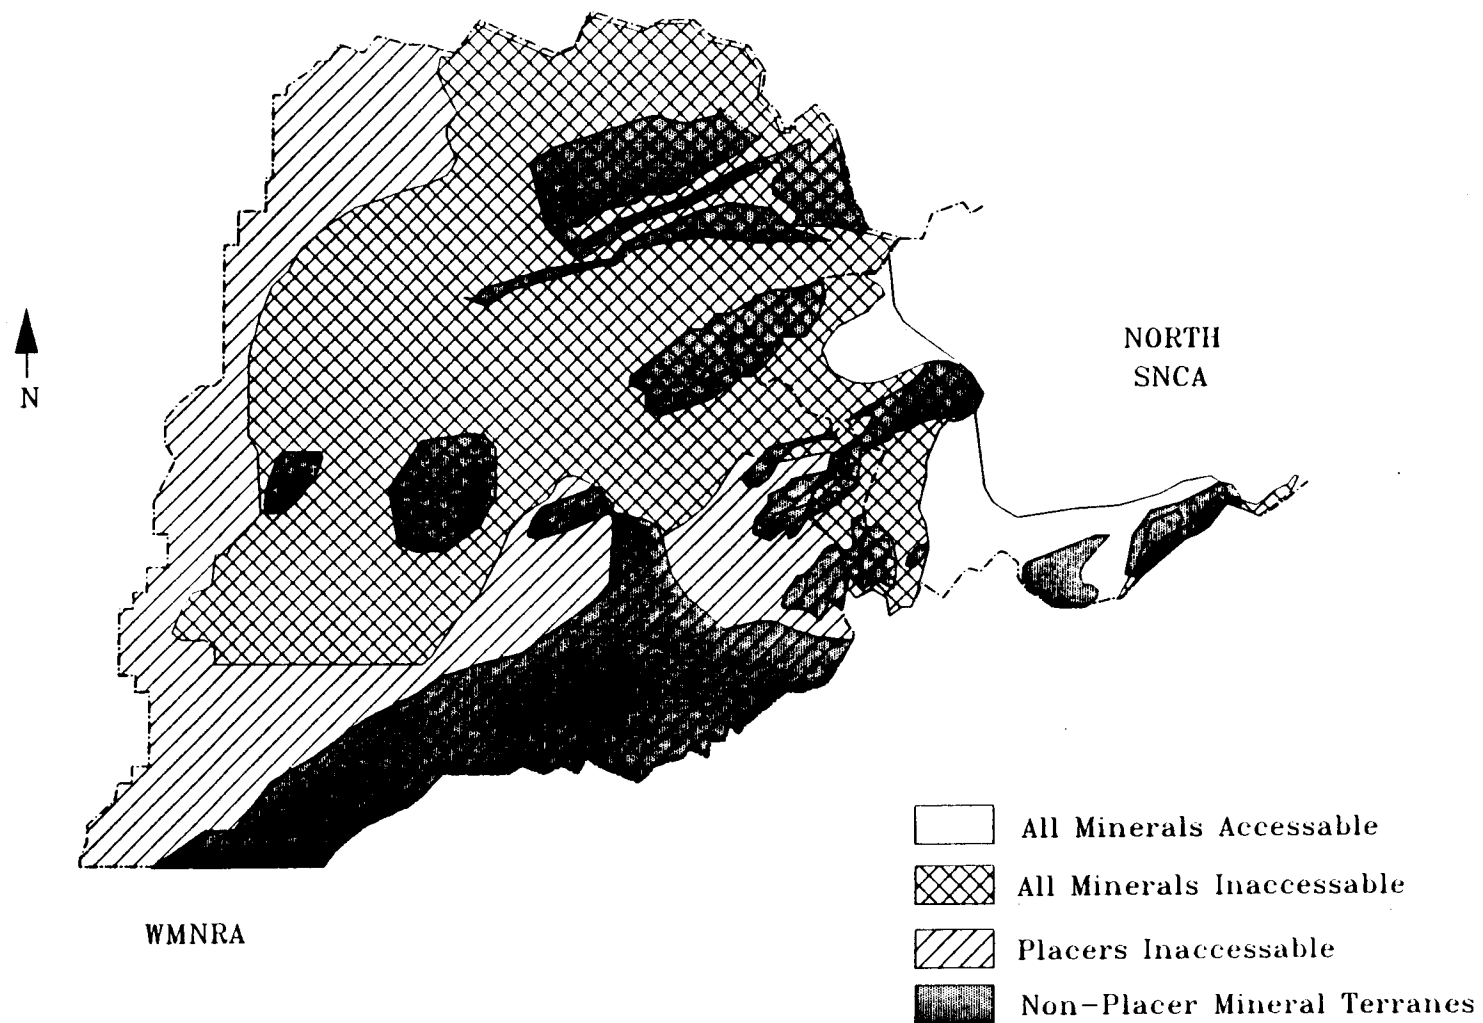 N
NORTH
SNCA
WMNRA
All Minerals Accessable
All Minerals Inaccessable
Placers Inaccessable
Non-Placer Mineral Terranes